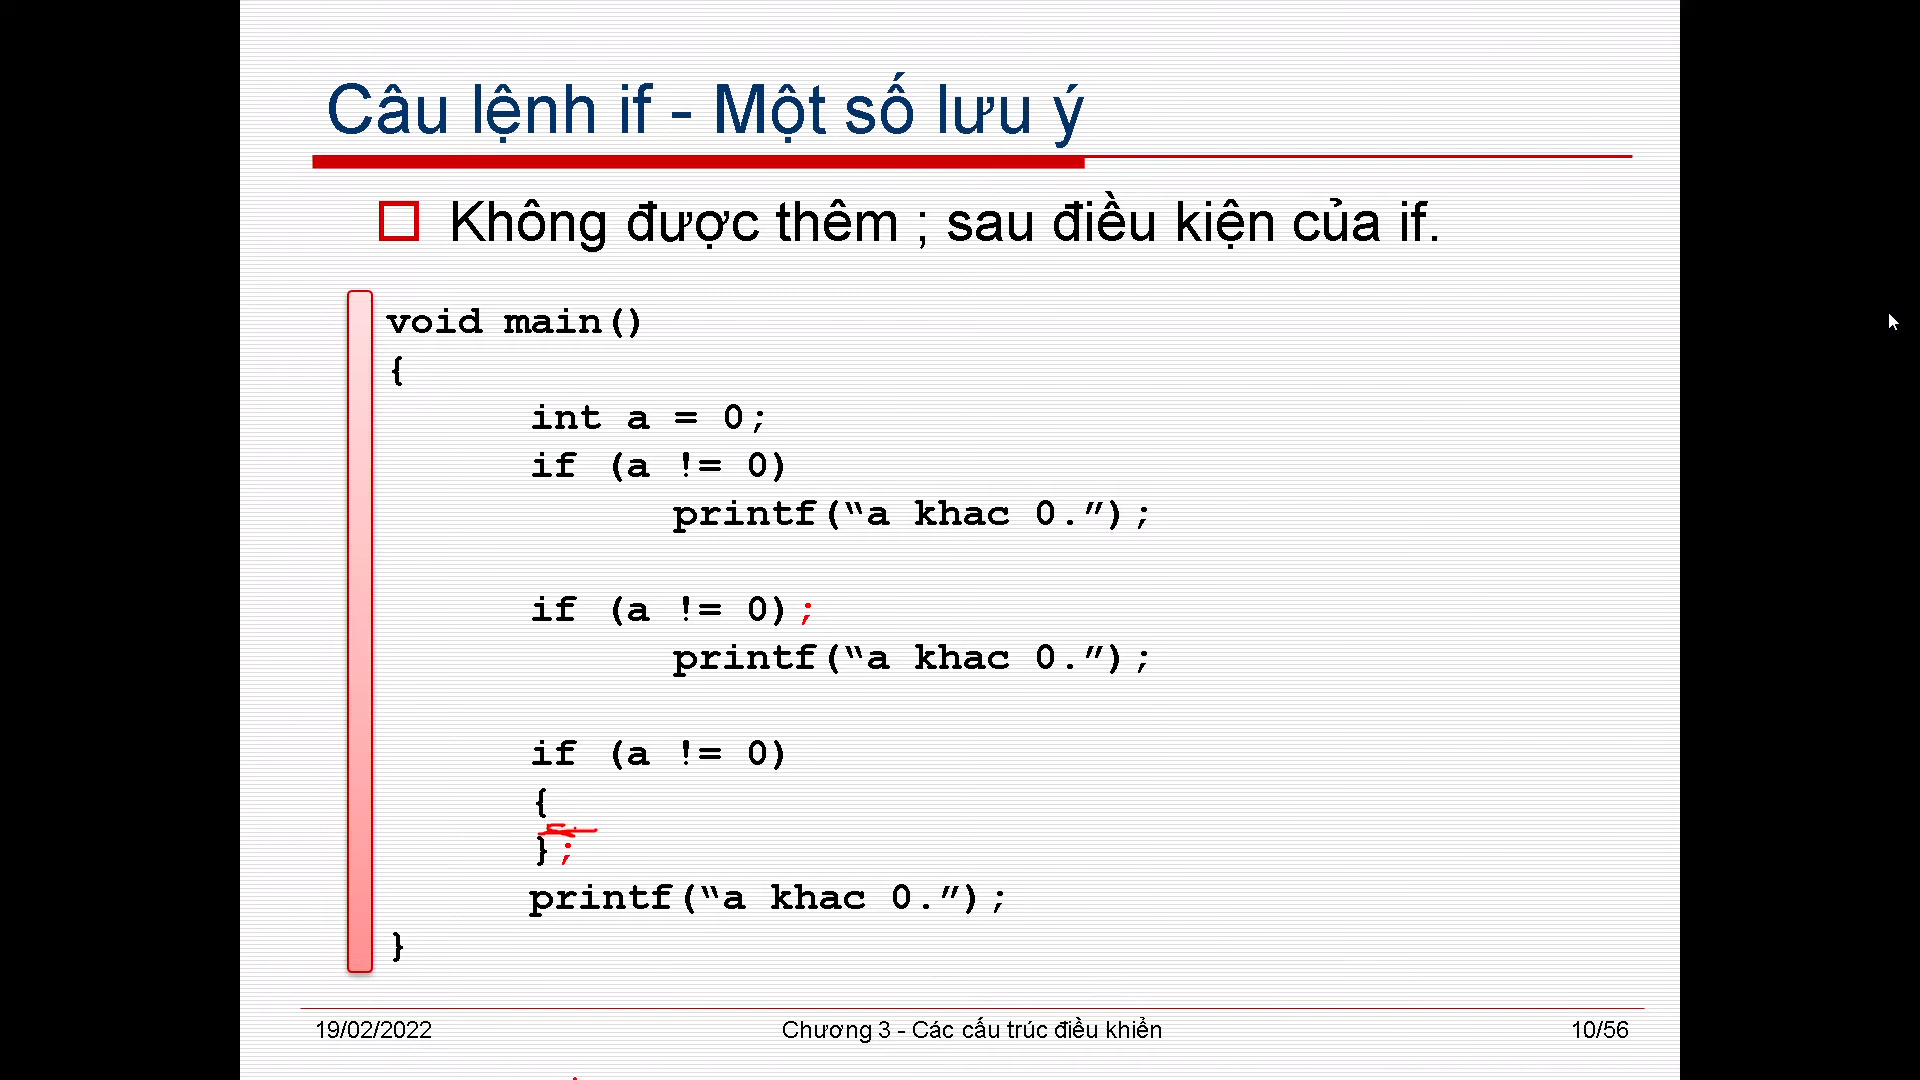 Câu lệnh if - Một số lưu ý
Không được thêm ; sau điều kiện của if.
void main()
{
int a = 0;
if (a != 0)
printf(“a khac 0.”);
if (a != 0);
printf(“a khac 0.”);
if (a != 0)
{
};
printf(“a khac 0.”);
}
19/02/2022
Chương 3 - Các cấu trúc điều khiển
10/56